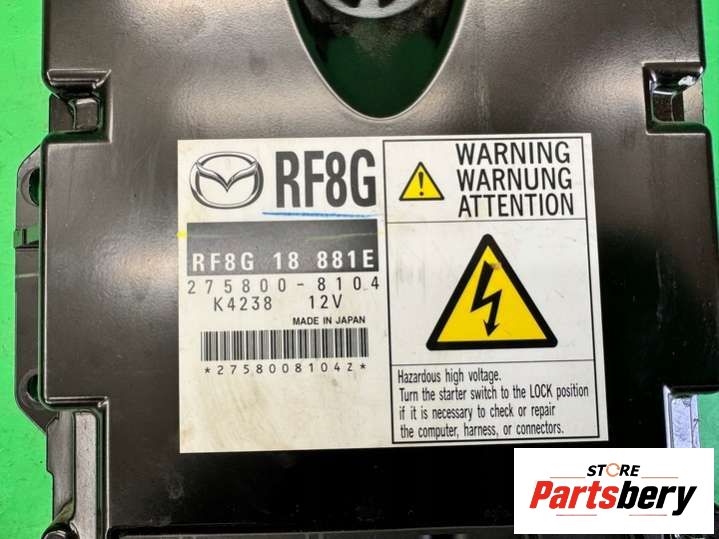 RF8G
RF8G 18 881E
275800-8104
K4238 12V
MADE IN JAPAN
*2758008104Z*
WARNING
WARNUNG
ATTENTION
Hazardous high voltage.
Turn the starter switch to the LOCK position
if it is necessary to check or repair
the computer, harness, or connectors.
STORE
Partsbery